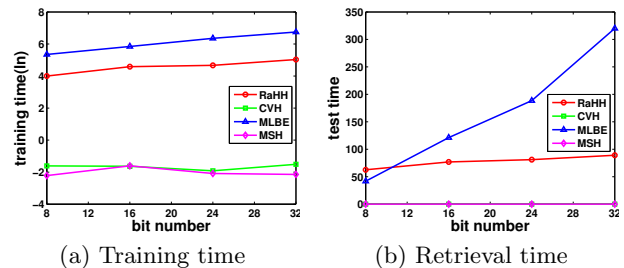 8
6
4
2
0
−2
−4
training time(ln)
RaHH
CVH
MLBE
MSH
8 12 16 20 24 28 32
bit number
(a) Training time
350
300
250
200
150
100
50
0
test time
RaHH
CVH
MLBE
MSH
8 12 16 20 24 28 32
bit number
(b) Retrieval time